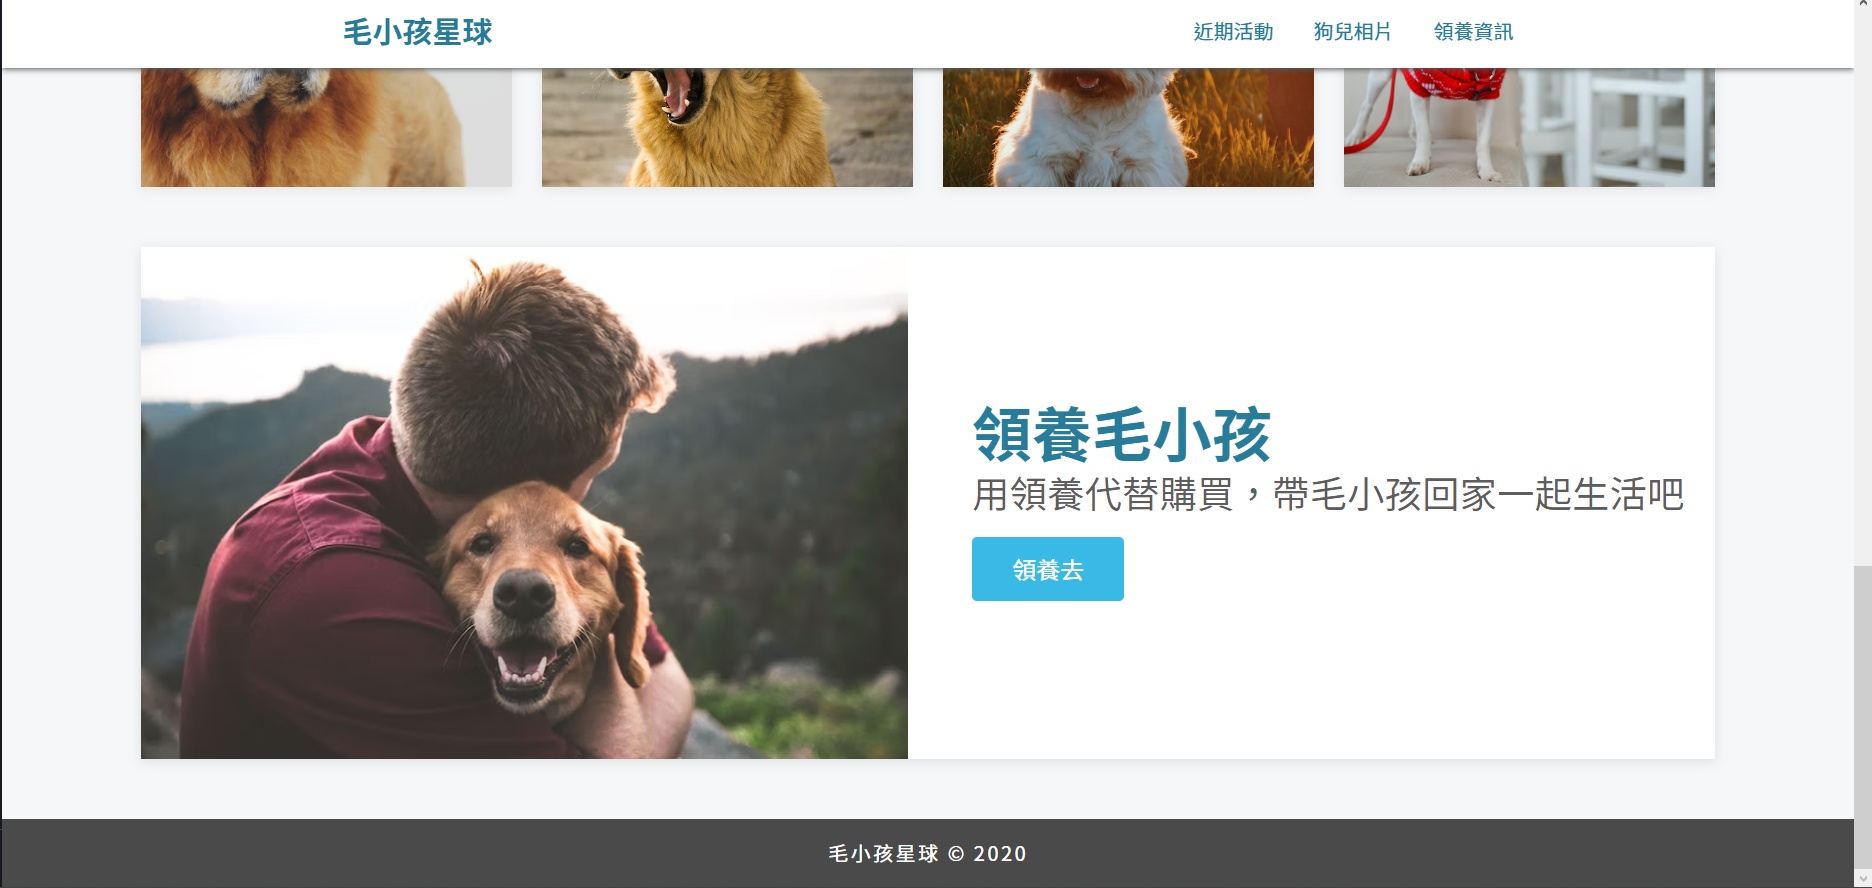 毛小孩星球
近期活動
狗兒相片
領養資訊
領養毛小孩
用領養代替購買，帶毛小孩回家一起生活吧
領養去
毛小孩星球 © 2020